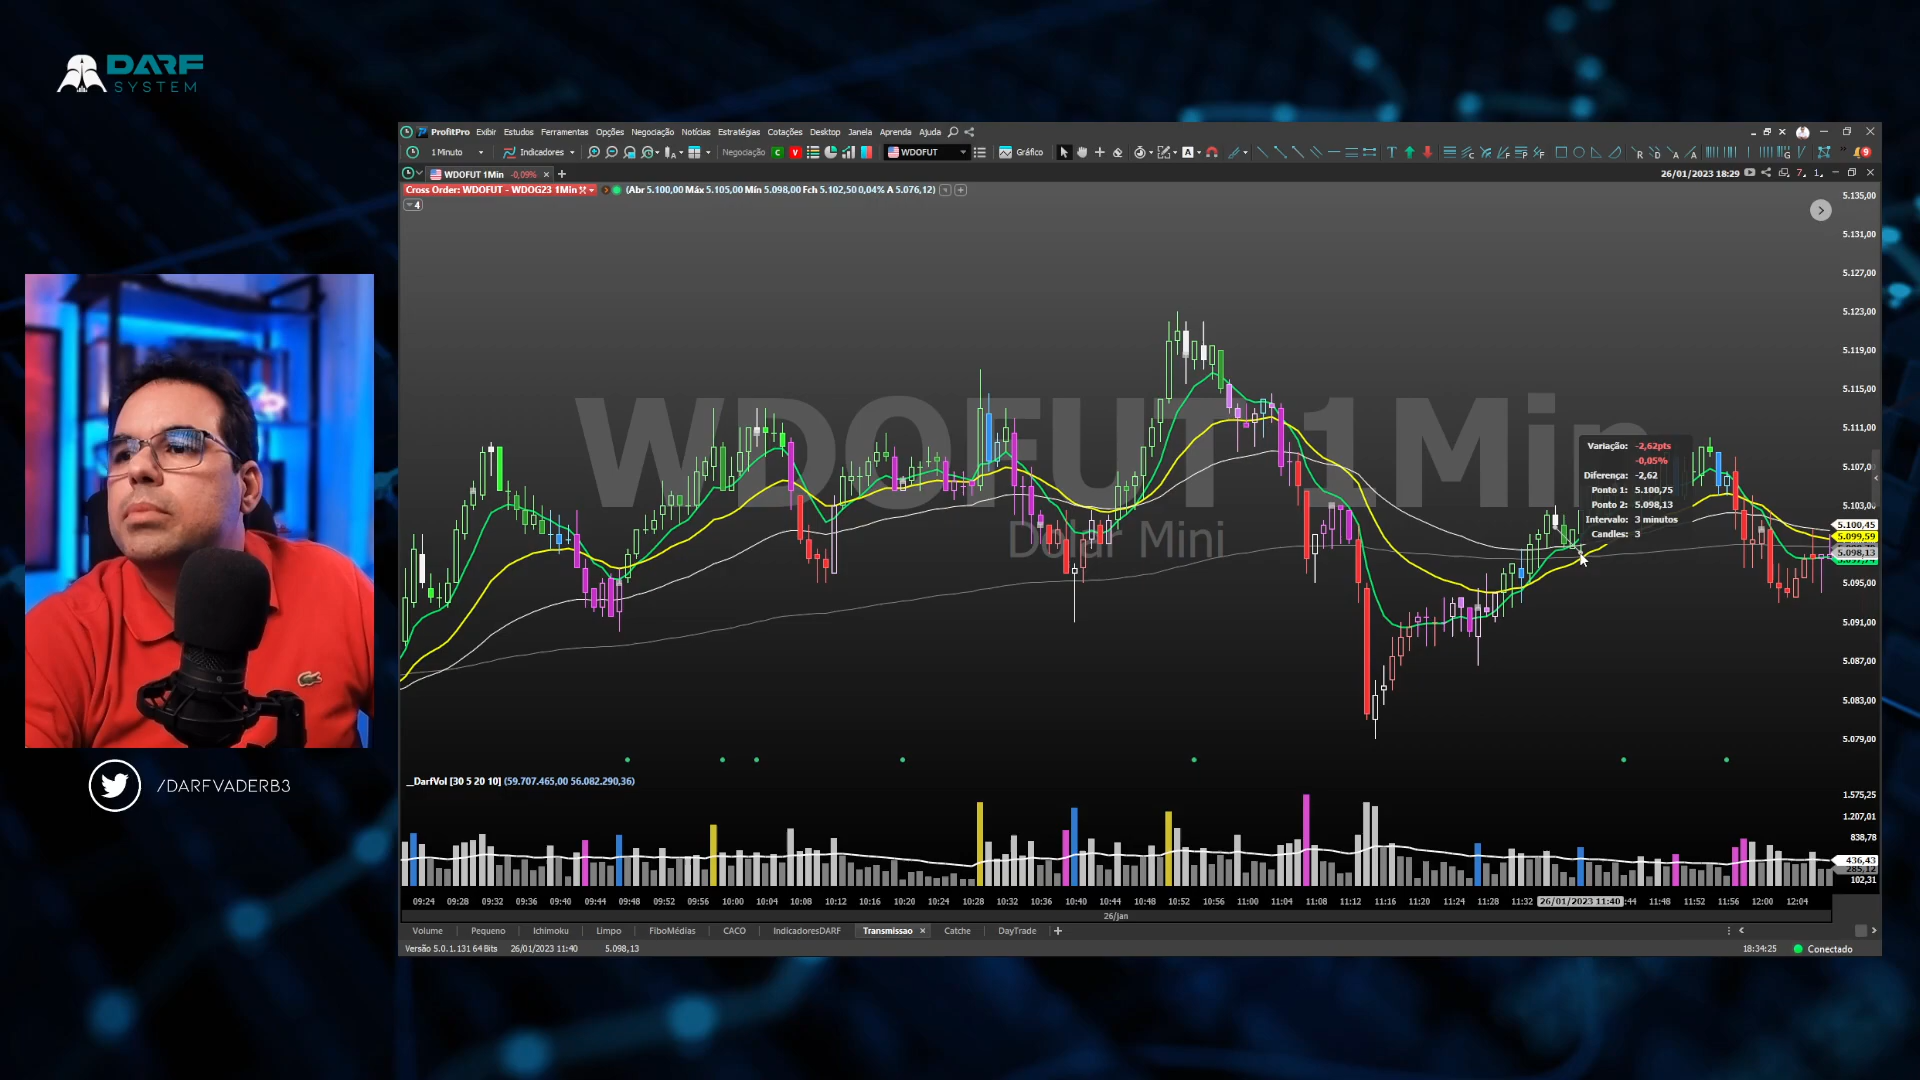 DARF
SYSTEM
ProfitPro Exibir Estudos Ferramentas Opções Negociação Notícias Estratégias Cotações Desktop Janela Aprenda Ajuda
1 Minuto Indicadores Negociação C V WDOFUT Gráfico
WDOFUT 1Min -0,09%
26/01/2023 18:29
Cross Order: WDOFUT - WDOG23 1Min (Abr 5.100,00 Máx 5.105,00 Mín 5.098,00 Fch 5.102,50 0,04% A 5.076,12)
4
WDOFUT 1Min
Dolar Mini
Variação: -2,62pts
-0,05%
Diferença: -2,62
Ponto 1: 5.100,75
Ponto 2: 5.098,13
Intervalo: 3 minutos
Candles: 3
5.135,00
5.131,00
5.127,00
5.123,00
5.119,00
5.115,00
5.111,00
5.107,0
5.103,00
5.100,45
5.099,59
5.098,13
5.095,00
5.091,00
5.087,00
5.083,00
5.079,00
__DarfVol [30 5 20 10] (59.707.465,00 56.082.290,36)
1.575,25
1.207,01
838,78
436,43
285,12
102,31
09:24 09:28 09:32 09:36 09:40 09:44 09:48 09:52 09:56 10:00 10:04 10:08 10:12 10:16 10:20 10:24 10:28 10:32 10:36 10:40 10:44 10:48 10:52 10:56 11:00 11:04 11:08 11:12 11:16 11:20 11:24 11:28 11:32 26/01/2023 11:40 :44 11:48 11:52 11:56 12:00 12:04
26/jan
Volume Pequeno Ichimoku Limpo FiboMédias CACO IndicadoresDARF Transmissao Catche DayTrade
Versão 5.0.1.131 64 Bits 26/01/2023 11:40 5.098,13 18:34:25 Conectado
/DARFVADERB3